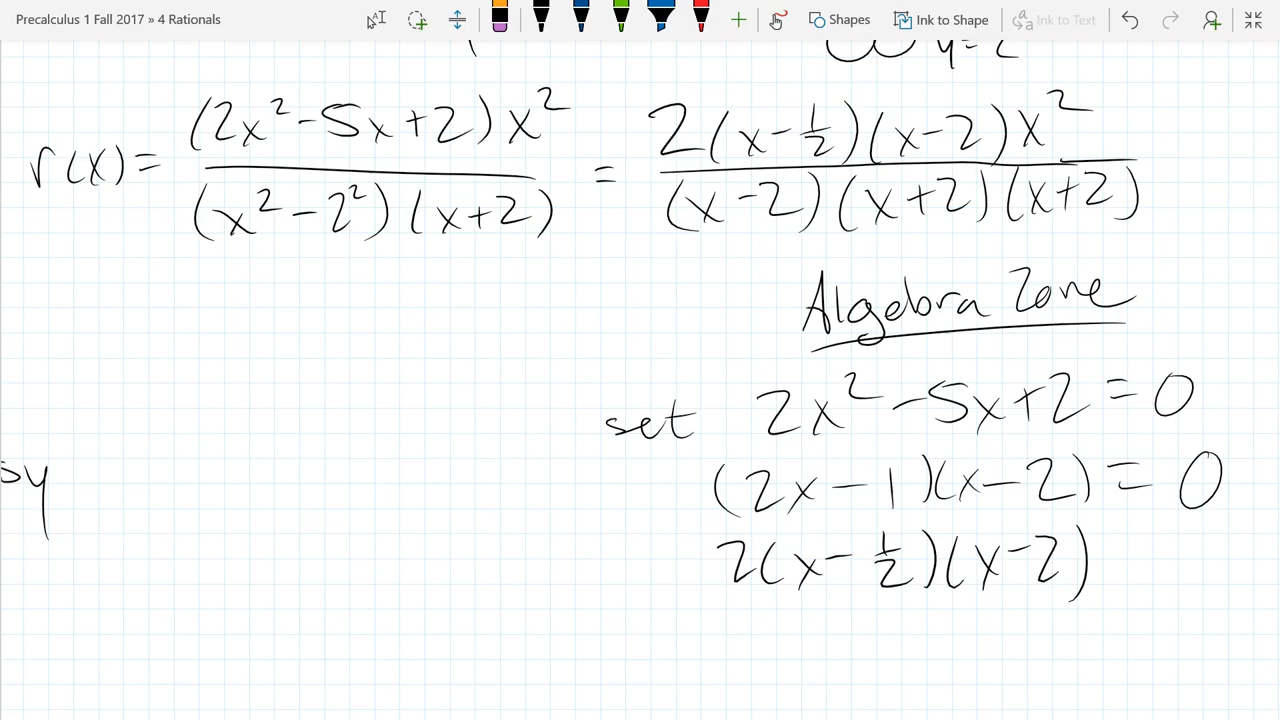 Precalculus 1 Fall 2017 » 4 Rationals
Shapes
Ink to Shape
Ink to Text
y=2
r(x) = (2x²-5x+2)x² / (x²-2²)(x+2) = 2(x-1/2)(x-2)x² / (x-2)(x+2)(x+2)
Algebra Zone
set 2x²-5x+2=0
(2x-1)(x-2)=0
sy
2(x-1/2)(x-2)